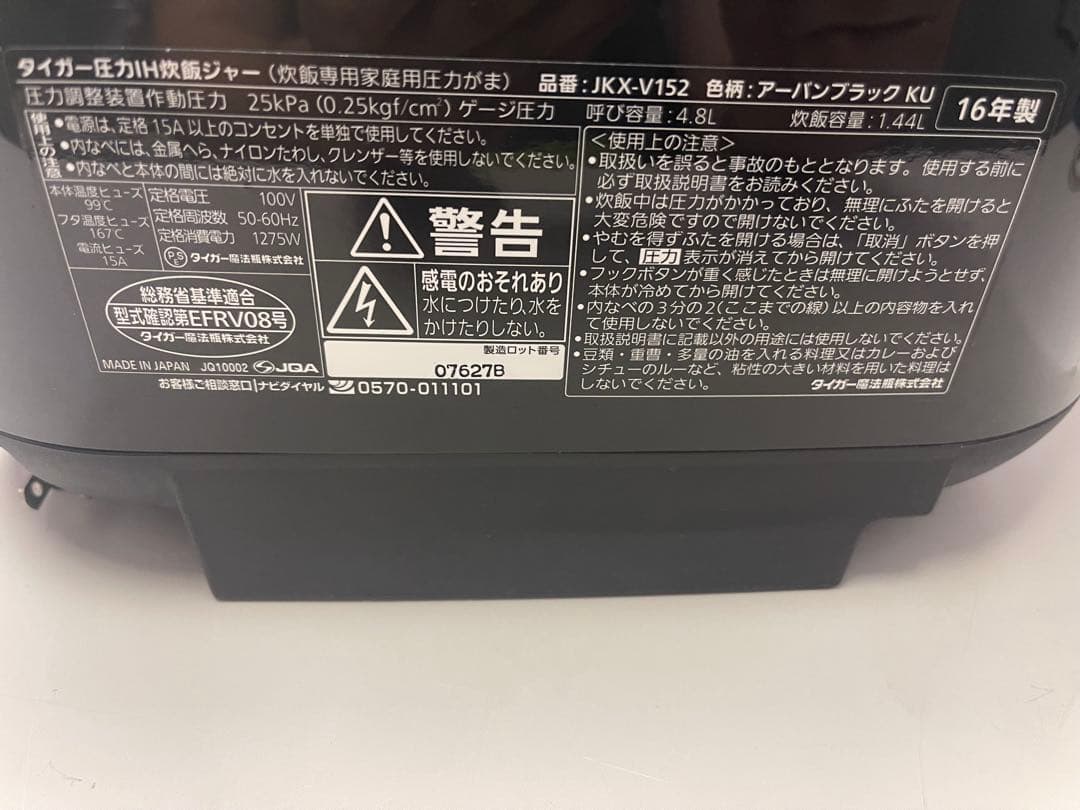 タイガー圧力IH炊飯ジャー(炊飯専用家庭用圧力がま) 品番:JKX-V152 色柄:アーバンブラック KU
圧力調整装置作動圧力 25kPa(0.25kgf/cm²)ゲージ圧力 呼び容量:4.8L 炊飯容量:1.44L
16年製
使用上の注意
•電源は、定格15A以上のコンセントを単独で使用してください。
•内なべには、金属へら、ナイロンたわし、クレンザー等を使用しないでください。
•内なべと本体の間には絶対に水を入れないでください。
本体温度ヒューズ
99℃
フタ温度ヒューズ
167℃
電流ヒューズ
15A
定格電圧 100V
定格周波数 50-60Hz
定格消費電力 1275W
PSE タイガー魔法瓶株式会社
総務省基準適合
型式確認第EFRV08号
タイガー魔法瓶株式会社
MADE IN JAPAN JQ10002 JQA
警告
感電のおそれあり
水につけたり、水を
かけたりしない。
製造ロット番号
07627B
お客様ご相談窓口 ナビダイヤル 0570-011101
<使用上の注意>
•取扱いを誤ると事故のもととなります。使用する前に
必ず取扱説明書をお読みください。
•炊飯中は圧力がかかっており、無理にふたを開けると
大変危険ですので開けないでください。
•やむを得ずふたを開ける場合は、「取消」ボタンを押
して、圧力表示が消えてから開けてください。
•フックボタンが重く感じたときは無理に開けようとせず、
本体が冷めてから開けてください。
•内なべの3分の2(ここまでの線)以上の内容物を入れ
て使用しないでください。
•取扱説明書に記載以外の用途には使用しないでください。
•豆類・重曹・多量の油を入れる料理又はカレーおよび
シチューのルーなど、粘性の大きい材料を用いた料理は
しないでください。
タイガー魔法瓶株式会社